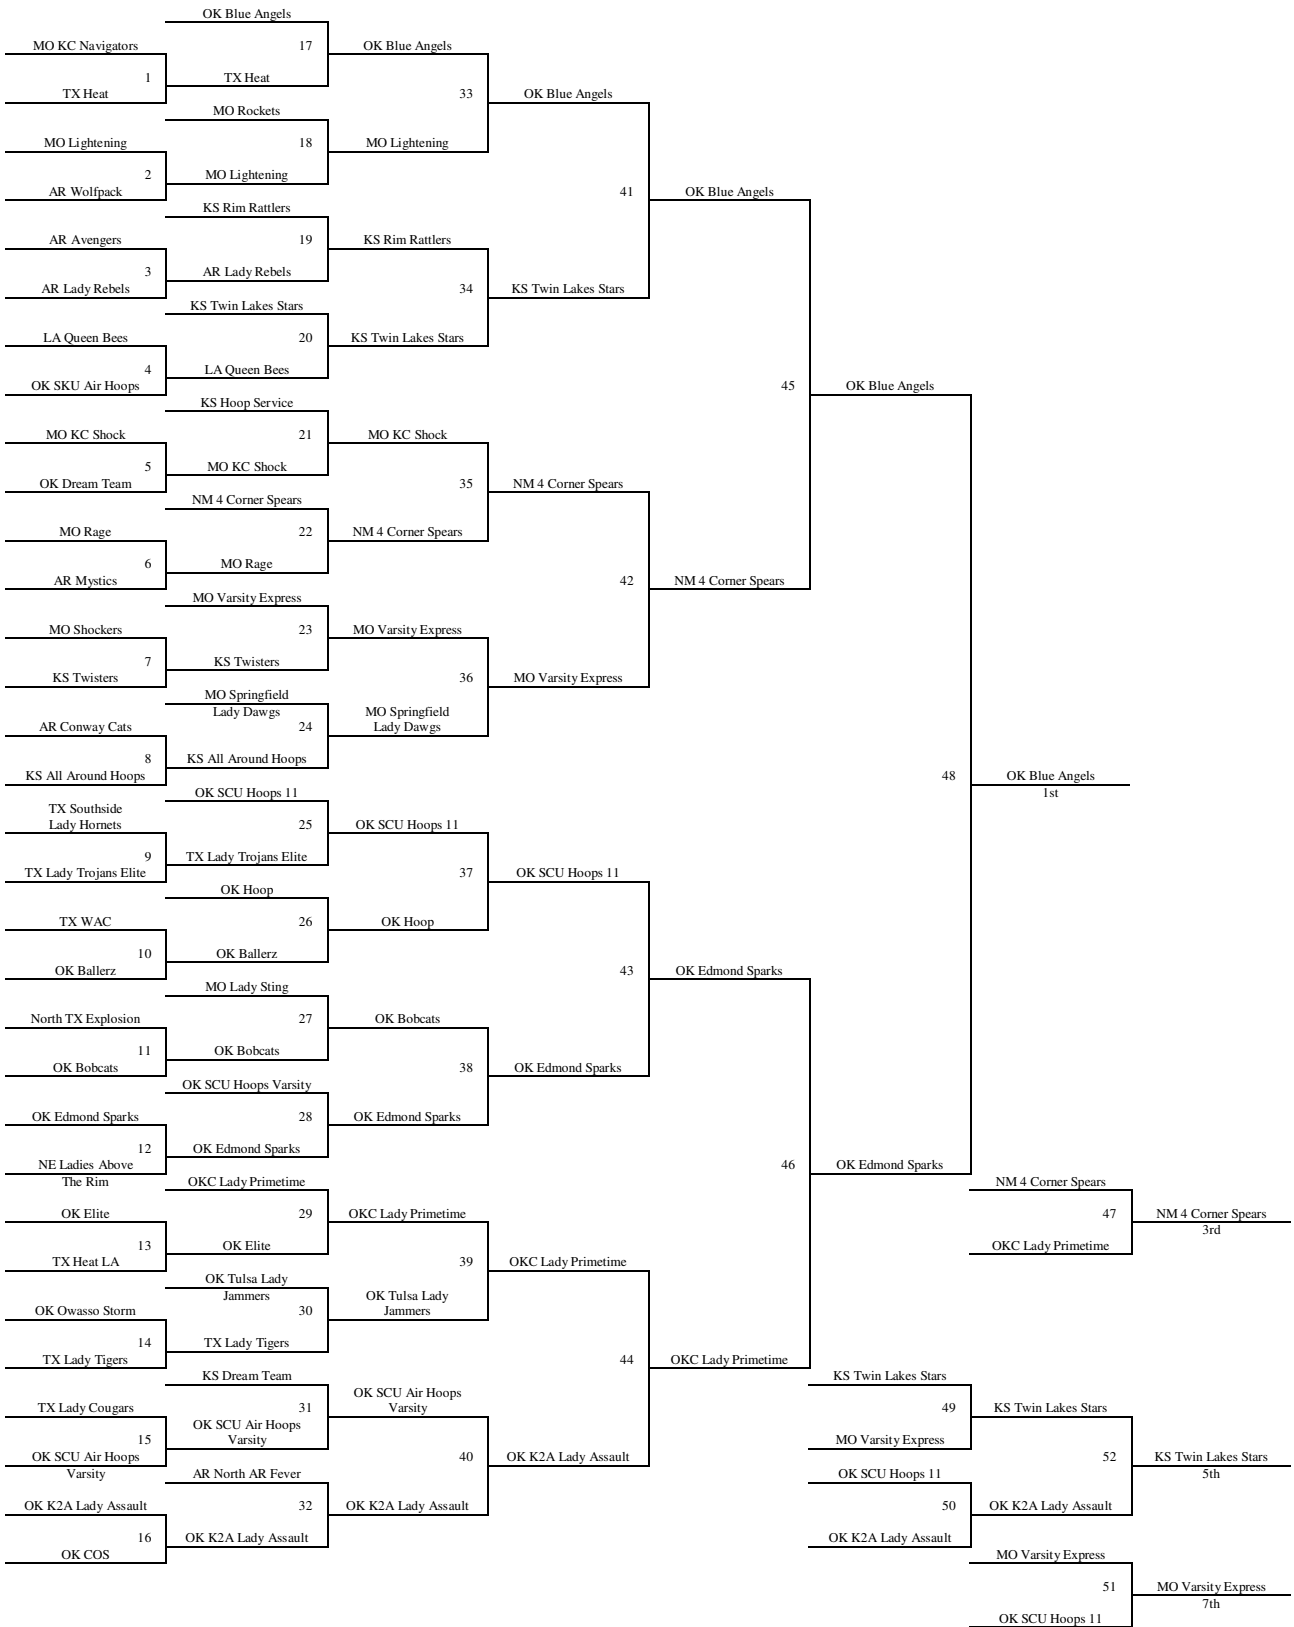 OK Blue Angels
MO KC Navigators
17
OK Blue Angels
1
TX Heat
TX Heat
33
OK Blue Angels
MO Rockets
MO Lightening
18
MO Lightening
2
MO Lightening
AR Wolfpack
41
OK Blue Angels
KS Rim Rattlers
AR Avengers
19
KS Rim Rattlers
3
AR Lady Rebels
AR Lady Rebels
34
KS Twin Lakes Stars
KS Twin Lakes Stars
LA Queen Bees
20
KS Twin Lakes Stars
4
LA Queen Bees
OK SKU Air Hoops
45
OK Blue Angels
KS Hoop Service
MO KC Shock
21
MO KC Shock
5
MO KC Shock
OK Dream Team
35
NM 4 Corner Spears
NM 4 Corner Spears
MO Rage
22
NM 4 Corner Spears
6
MO Rage
AR Mystics
42
NM 4 Corner Spears
MO Varsity Express
MO Shockers
23
MO Varsity Express
7
KS Twisters
KS Twisters
36
MO Varsity Express
MO Springfield
Lady Dawgs
AR Conway Cats
24
MO Springfield
Lady Dawgs
8
KS All Around Hoops
KS All Around Hoops
48
OK Blue Angels
1st
OK SCU Hoops 11
TX Southside
Lady Hornets
25
OK SCU Hoops 11
9
TX Lady Trojans Elite
TX Lady Trojans Elite
37
OK SCU Hoops 11
OK Hoop
TX WAC
26
OK Hoop
10
OK Ballerz
OK Ballerz
43
OK Edmond Sparks
MO Lady Sting
North TX Explosion
27
OK Bobcats
11
OK Bobcats
OK Bobcats
38
OK Edmond Sparks
OK SCU Hoops Varsity
OK Edmond Sparks
28
OK Edmond Sparks
12
OK Edmond Sparks
NE Ladies Above
The Rim
46
OK Edmond Sparks
OKC Lady Primetime
NM 4 Corner Spears
OK Elite
29
OKC Lady Primetime
47
NM 4 Corner Spears
3rd
13
OK Elite
OKC Lady Primetime
TX Heat LA
39
OKC Lady Primetime
OK Tulsa Lady
Jammers
OK Owasso Storm
30
OK Tulsa Lady
Jammers
14
TX Lady Tigers
TX Lady Tigers
44
OKC Lady Primetime
KS Dream Team
KS Twin Lakes Stars
TX Lady Cougars
31
OK SCU Air Hoops
Varsity
49
KS Twin Lakes Stars
15
OK SCU Air Hoops
Varsity
MO Varsity Express
OK SCU Air Hoops
Varsity
40
OK K2A Lady Assault
52
KS Twin Lakes Stars
5th
AR North AR Fever
OK SCU Hoops 11
OK K2A Lady Assault
32
OK K2A Lady Assault
50
OK K2A Lady Assault
16
OK K2A Lady Assault
OK K2A Lady Assault
OK COS
MO Varsity Express
51
MO Varsity Express
7th
OK SCU Hoops 11